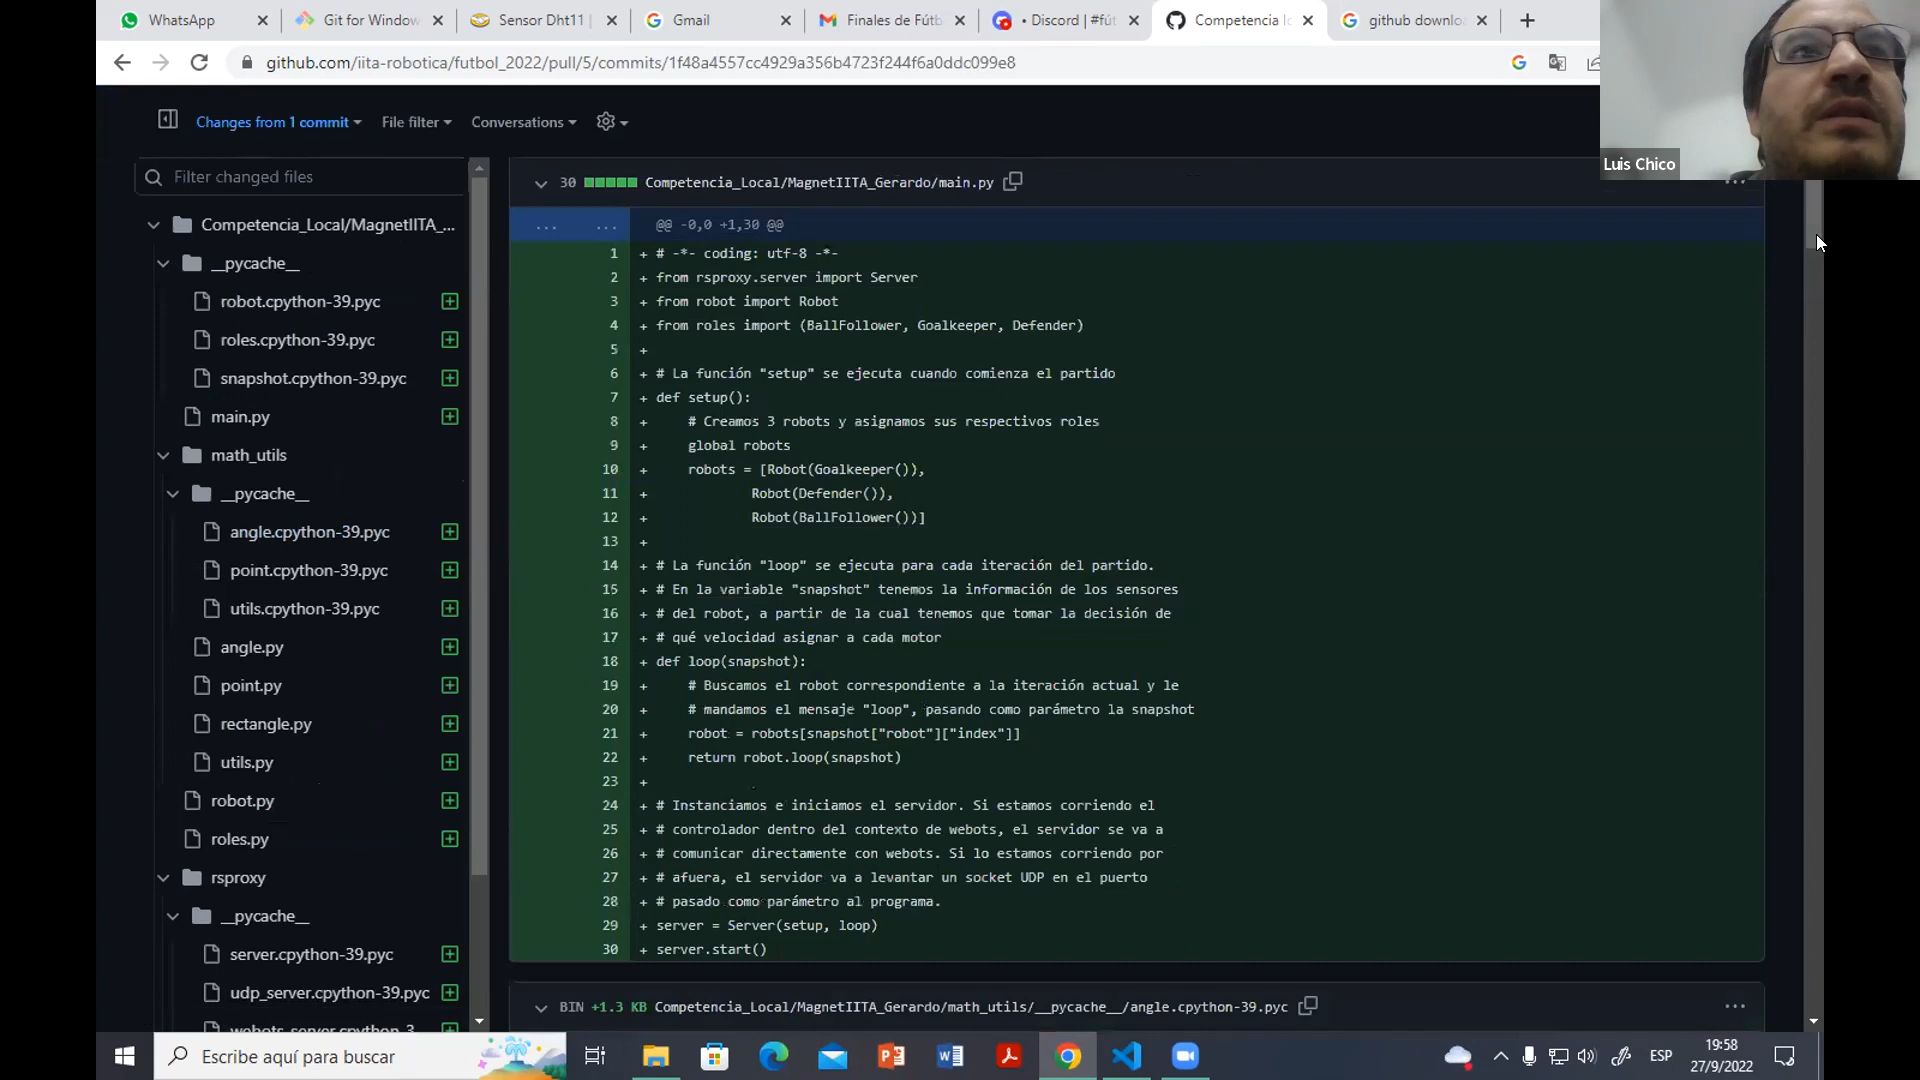 WhatsApp
Git for Window
Sensor Dht11 |
Gmail
Finales de Fútb
• Discord | #fút
Competencia lo
github downlo
github.com/iita-robotica/futbol_2022/pull/5/commits/1f48a4557cc4929a356b4723f244f6a0ddc099e8
Luis Chico
Changes from 1 commit
File filter
Conversations
Filter changed files
Competencia_Local/MagnetIITA_...
__pycache__
robot.cpython-39.pyc
roles.cpython-39.pyc
snapshot.cpython-39.pyc
main.py
math_utils
__pycache__
angle.cpython-39.pyc
point.cpython-39.pyc
utils.cpython-39.pyc
angle.py
point.py
rectangle.py
utils.py
robot.py
roles.py
rsproxy
__pycache__
server.cpython-39.pyc
udp_server.cpython-39.pyc
webots_server.cpython-3
30 Competencia_Local/MagnetIITA_Gerardo/main.py
... ... @@ -0,0 +1,30 @@
1 + # -*- coding: utf-8 -*-
2 + from rsproxy.server import Server
3 + from robot import Robot
4 + from roles import (BallFollower, Goalkeeper, Defender)
5 +
6 + # La función "setup" se ejecuta cuando comienza el partido
7 + def setup():
8 + # Creamos 3 robots y asignamos sus respectivos roles
9 + global robots
10 + robots = [Robot(Goalkeeper()),
11 + Robot(Defender()),
12 + Robot(BallFollower())]
13 +
14 + # La función "loop" se ejecuta para cada iteración del partido.
15 + # En la variable "snapshot" tenemos la información de los sensores
16 + # del robot, a partir de la cual tenemos que tomar la decisión de
17 + # qué velocidad asignar a cada motor
18 + def loop(snapshot):
19 + # Buscamos el robot correspondiente a la iteración actual y le
20 + # mandamos el mensaje "loop", pasando como parámetro la snapshot
21 + robot = robots[snapshot["robot"]["index"]]
22 + return robot.loop(snapshot)
23 +
24 + # Instanciamos e iniciamos el servidor. Si estamos corriendo el
25 + # controlador dentro del contexto de webots, el servidor se va a
26 + # comunicar directamente con webots. Si lo estamos corriendo por
27 + # afuera, el servidor va a levantar un socket UDP en el puerto
28 + # pasado como parámetro al programa.
29 + server = Server(setup, loop)
30 + server.start()
BIN +1.3 KB Competencia_Local/MagnetIITA_Gerardo/math_utils/__pycache__/angle.cpython-39.pyc
Escribe aquí para buscar
ESP
19:58
27/9/2022